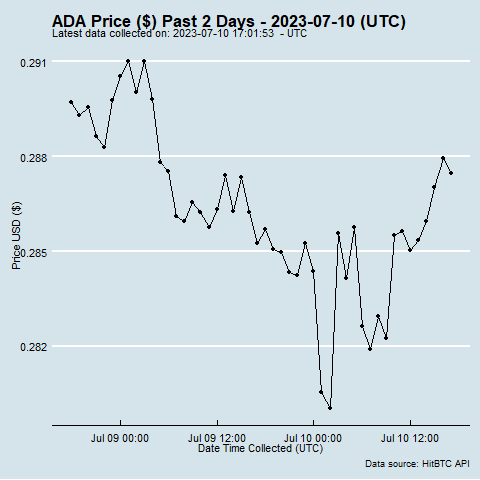 ADA Price ($) Past 2 Days - 2023-07-10 (UTC)
Latest data collected on: 2023-07-10 17:01:53  - UTC
0.291
0.288
0.285
0.282
Price USD ($)
Jul 09 00:00
Jul 09 12:00
Jul 10 00:00
Jul 10 12:00
Date Time Collected (UTC)
Data source: HitBTC API